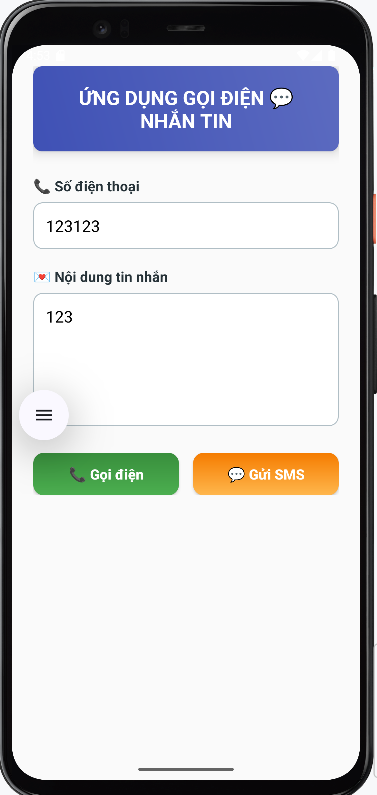 ỨNG DỤNG GỌI ĐIỆN 💬
NHẮN TIN
📞 Số điện thoại
123123
💌 Nội dung tin nhắn
123
📞 Gọi điện
💬 Gửi SMS